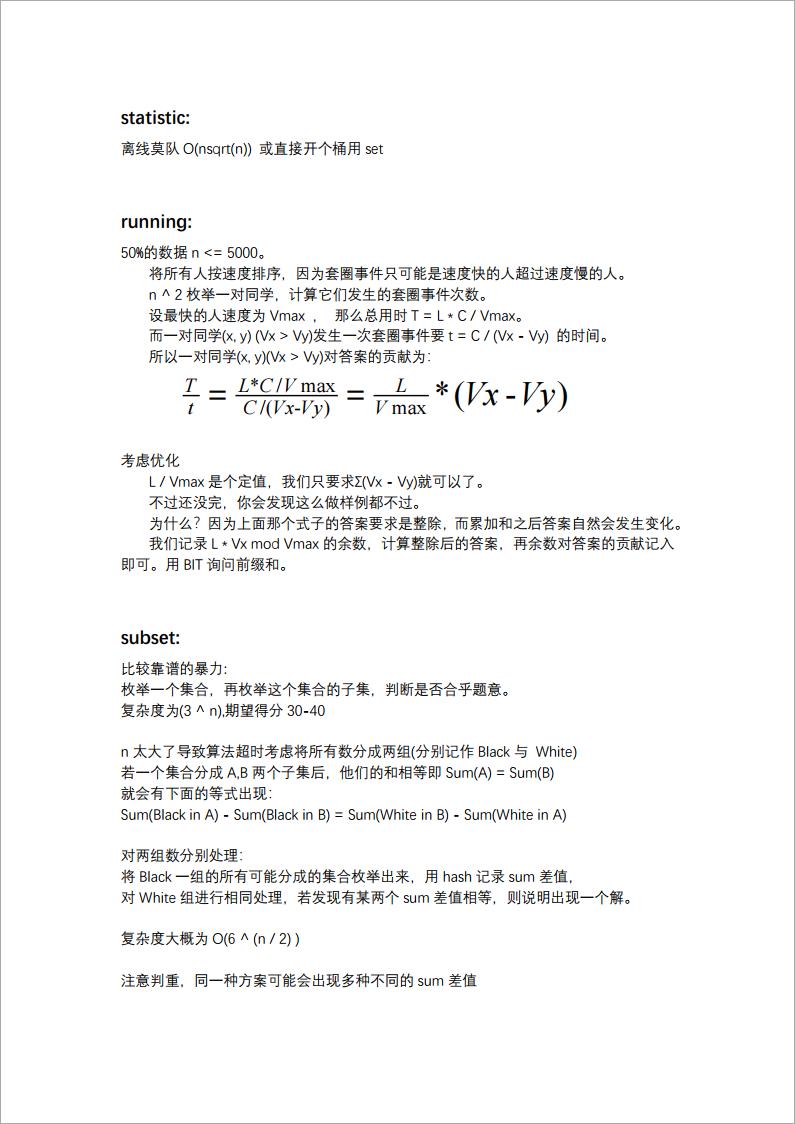 statistic:
离线莫队 O(nsqrt(n)) 或直接开个桶用 set
running:
50%的数据 n <= 5000。
将所有人按速度排序，因为套圈事件只可能是速度快的人超过速度慢的人。
n ^ 2 枚举一对同学，计算它们发生的套圈事件次数。
设最快的人速度为 Vmax ， 那么总用时 T = L * C / Vmax。
而一对同学(x, y) (Vx > Vy)发生一次套圈事件要 t = C / (Vx - Vy) 的时间。
所以一对同学(x, y)(Vx > Vy)对答案的贡献为：
T/t = (L*C/V max)/(C/(Vx-Vy)) = L/(V max) * (Vx - Vy)
考虑优化
L / Vmax 是个定值，我们只要求Σ(Vx - Vy)就可以了。
不过还没完，你会发现这么做样例都不过。
为什么？因为上面那个式子的答案要求是整除，而累加和之后答案自然会发生变化。
我们记录 L * Vx mod Vmax 的余数，计算整除后的答案，再余数对答案的贡献记入
即可。用 BIT 询问前缀和。
subset:
比较靠谱的暴力：
枚举一个集合，再枚举这个集合的子集，判断是否合乎题意。
复杂度为(3 ^ n),期望得分 30-40
n 太大了导致算法超时考虑将所有数分成两组(分别记作 Black 与 White)
若一个集合分成 A,B 两个子集后，他们的和相等即 Sum(A) = Sum(B)
就会有下面的等式出现：
Sum(Black in A) - Sum(Black in B) = Sum(White in B) - Sum(White in A)
对两组数分别处理：
将 Black 一组的所有可能分成的集合枚举出来，用 hash 记录 sum 差值，
对 White 组进行相同处理，若发现有某两个 sum 差值相等，则说明出现一个解。
复杂度大概为 O(6 ^ (n / 2) )
注意判重，同一种方案可能会出现多种不同的 sum 差值